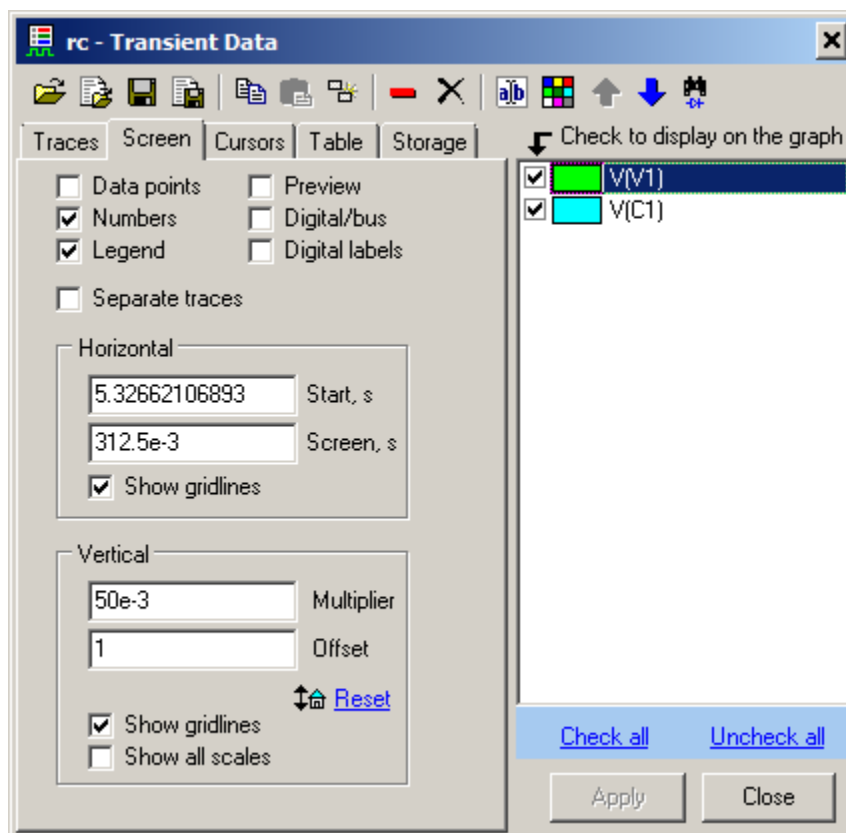 rc - Transient Data
Traces Screen Cursors Table Storage
Check to display on the graph
Data points Preview
Numbers Digital/bus
Legend Digital labels
Separate traces
Horizontal
5.32662106893 Start, s
312.5e-3 Screen, s
Show gridlines
Vertical
50e-3 Multiplier
1 Offset
Reset
Show gridlines
Show all scales
V(V1)
V(C1)
Check all Uncheck all
Apply Close